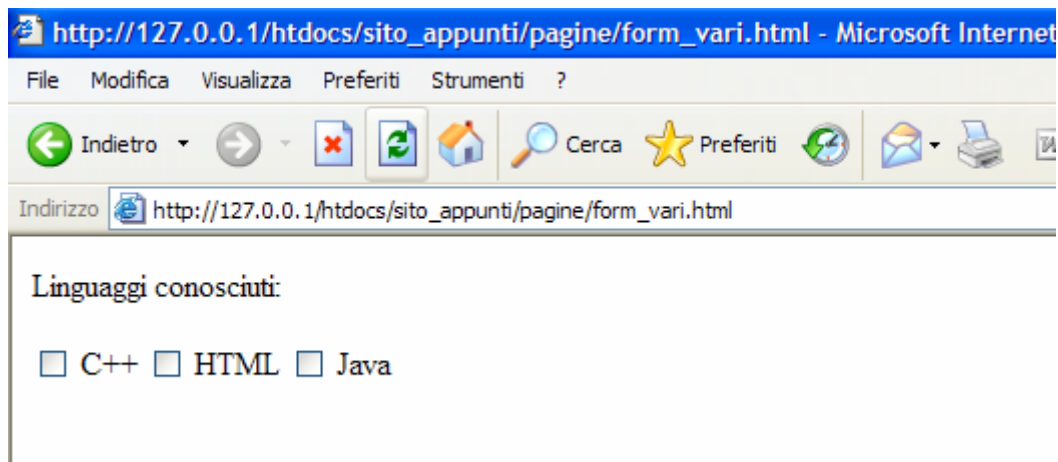 http://127.0.0.1/htdocs/sito_appunti/pagine/form_vari.html - Microsoft Internet
File Modifica Visualizza Preferiti Strumenti ?
Indietro Cerca Preferiti
Indirizzo http://127.0.0.1/htdocs/sito_appunti/pagine/form_vari.html
Linguaggi conosciuti:
C++ HTML Java